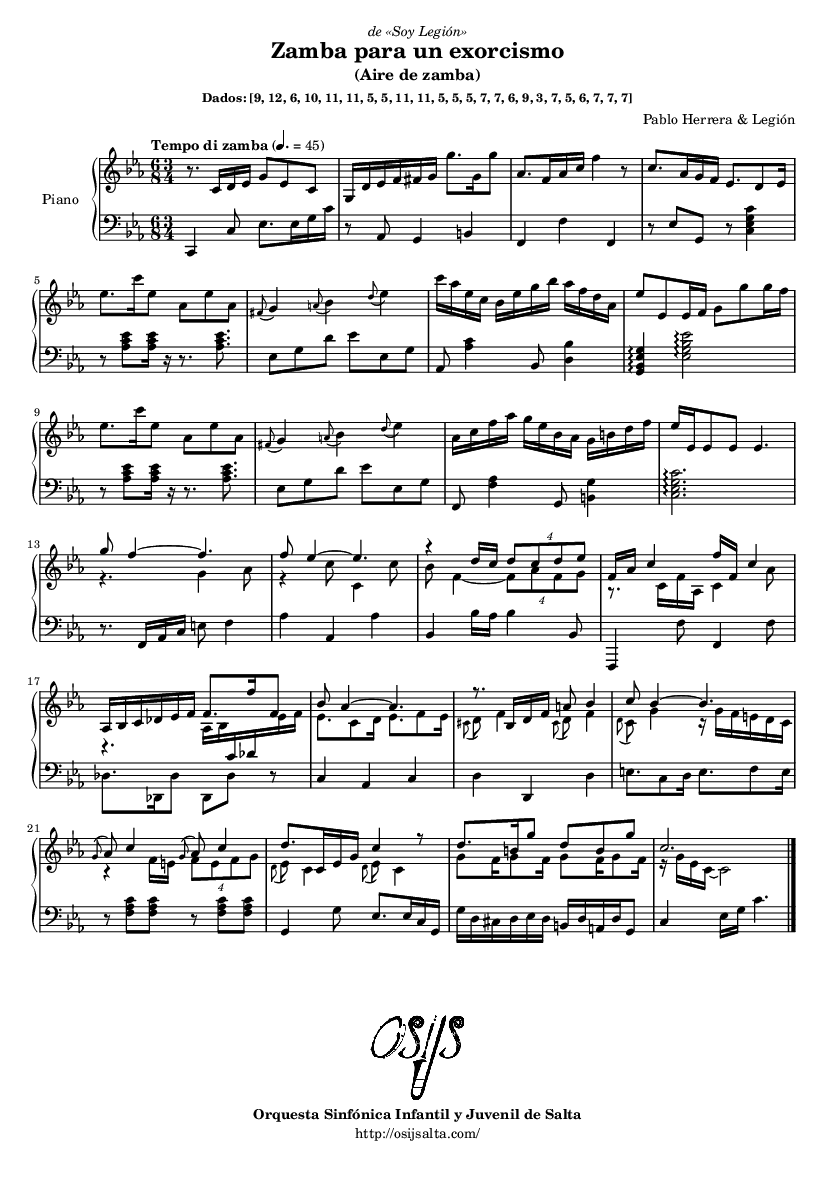 de «Soy Legión»
Zamba para un exorcismo
(Aire de zamba)
Dados: [9, 12, 6, 10, 11, 11, 5, 5, 11, 11, 5, 5, 5, 7, 7, 6, 9, 3, 7, 5, 6, 7, 7, 7]
Pablo Herrera & Legión
Tempo di zamba (♩. = 45)
Piano
6 3
8 4
5
9
13
4
4
17
21
4
OSIJS
Orquesta Sinfónica Infantil y Juvenil de Salta
http://osijsalta.com/